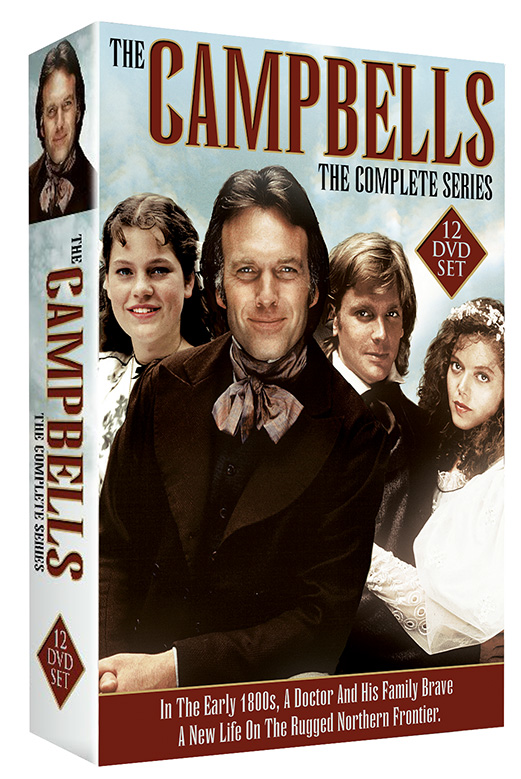 THE CAMPBELLS
THE COMPLETE SERIES
12
DVD
SET
In The Early 1800s, A Doctor And His Family Brave
A New Life On The Rugged Northern Frontier.
THE CAMPBELLS
THE COMPLETE SERIES
12
DVD
SET